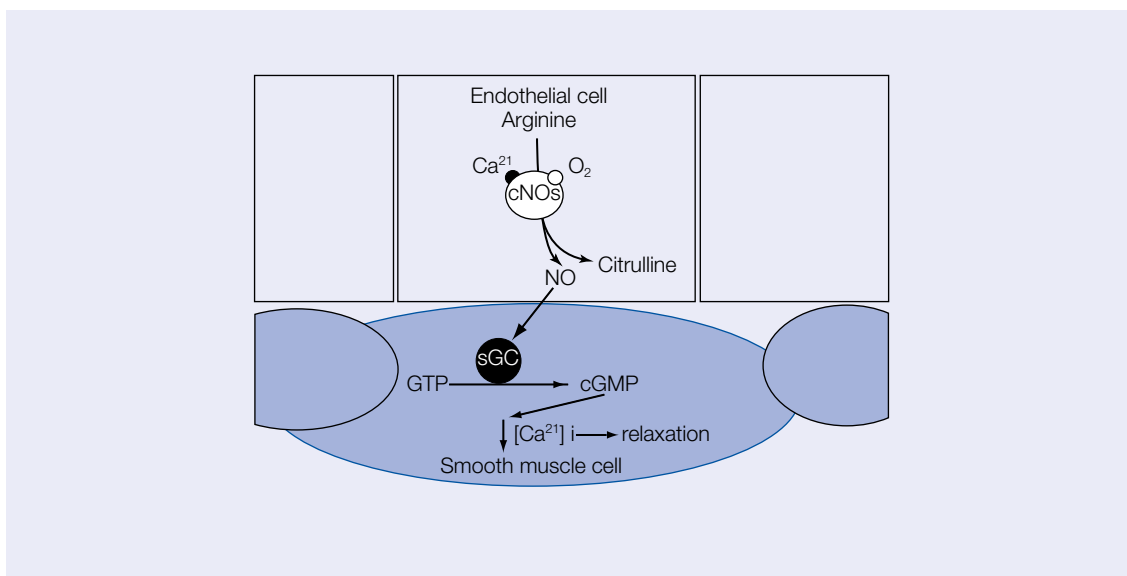 Endothelial cell
Arginine
Ca²¹
O₂
cNOs
Citrulline
NO
sGC
GTP
cGMP
[Ca²¹] i
relaxation
Smooth muscle cell